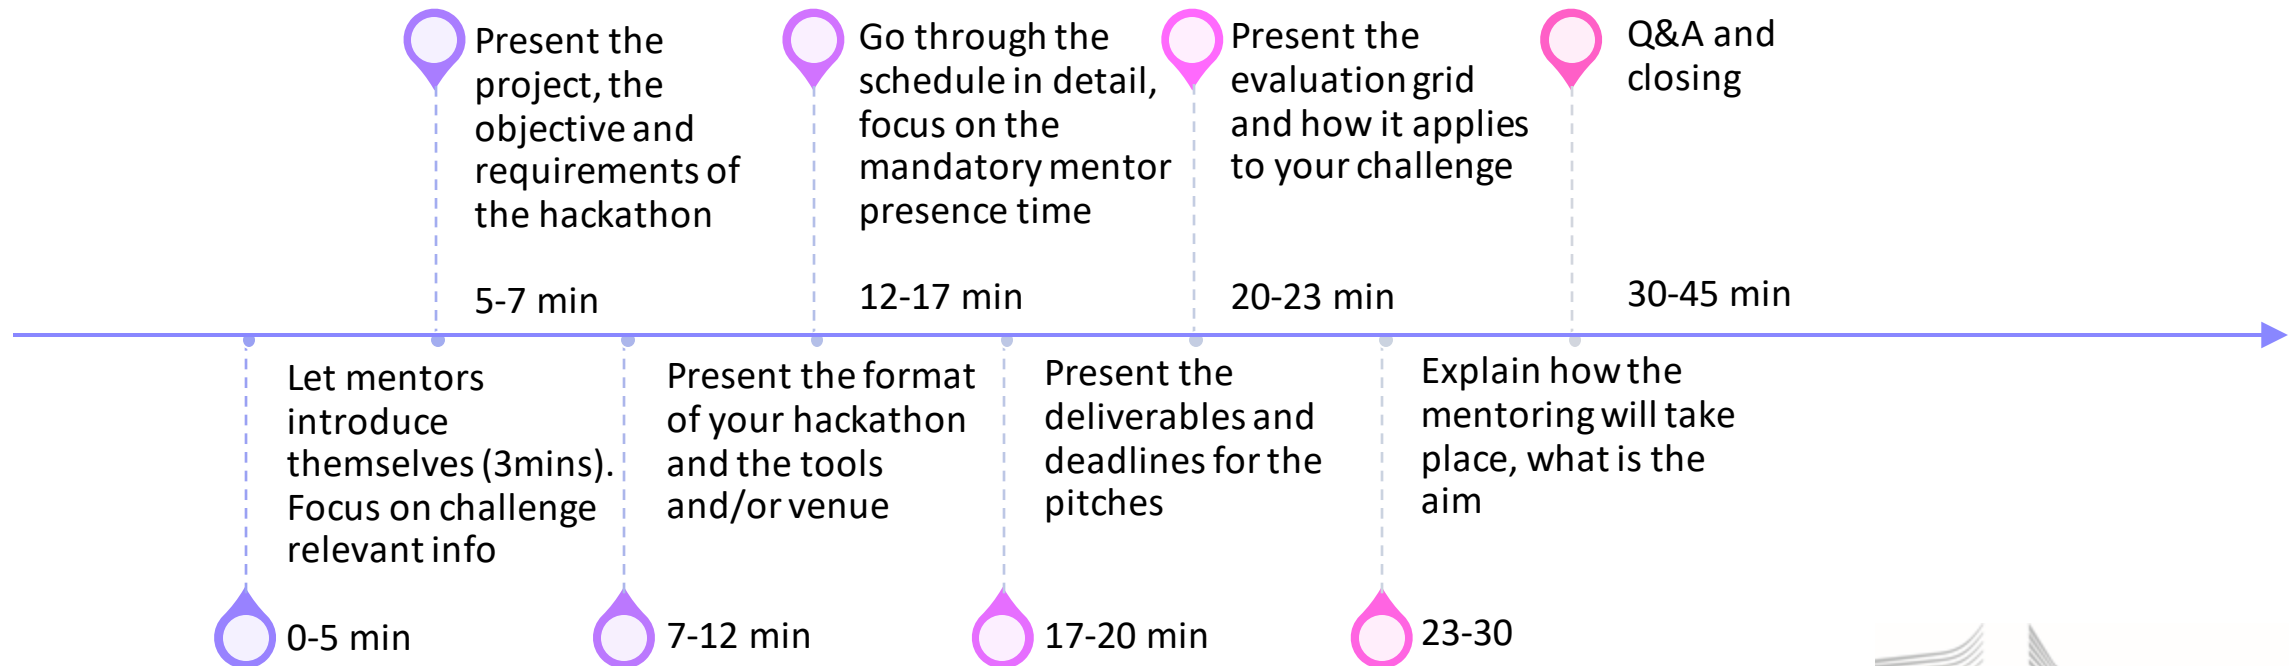 Present the
project, the
objective and
requirements of
the hackathon
5-7 min
Go through the
schedule in detail,
focus on the
mandatory mentor
presence time
12-17 min
Present the
evaluation grid
and how it applies
to your challenge
20-23 min
Q&A and
closing
30-45 min
Let mentors
introduce
themselves (3mins).
Focus on challenge
relevant info
0-5 min
Present the format
of your hackathon
and the tools
and/or venue
7-12 min
Present the
deliverables and
deadlines for the
pitches
17-20 min
Explain how the
mentoring will take
place, what is the
aim
23-30